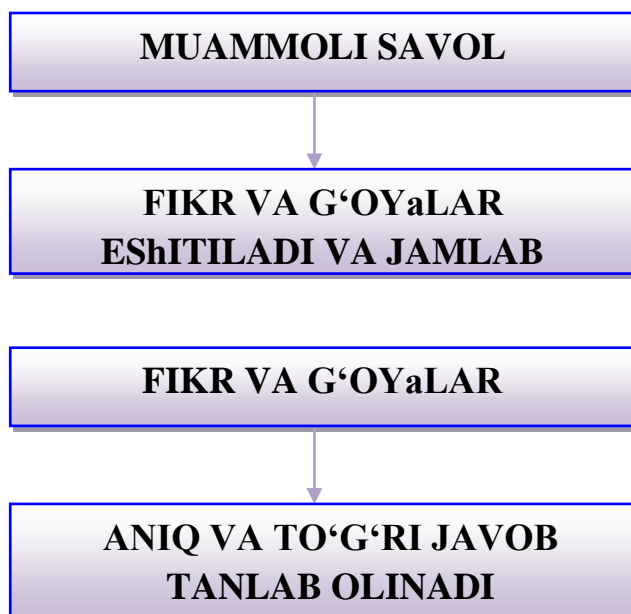 MUAMMOLI SAVOL
FIKR VA G‘OYaLAR
EShITILADI VA JAMLAB
FIKR VA G‘OYaLAR
ANIQ VA TO‘G‘RI JAVOB
TANLAB OLINADI